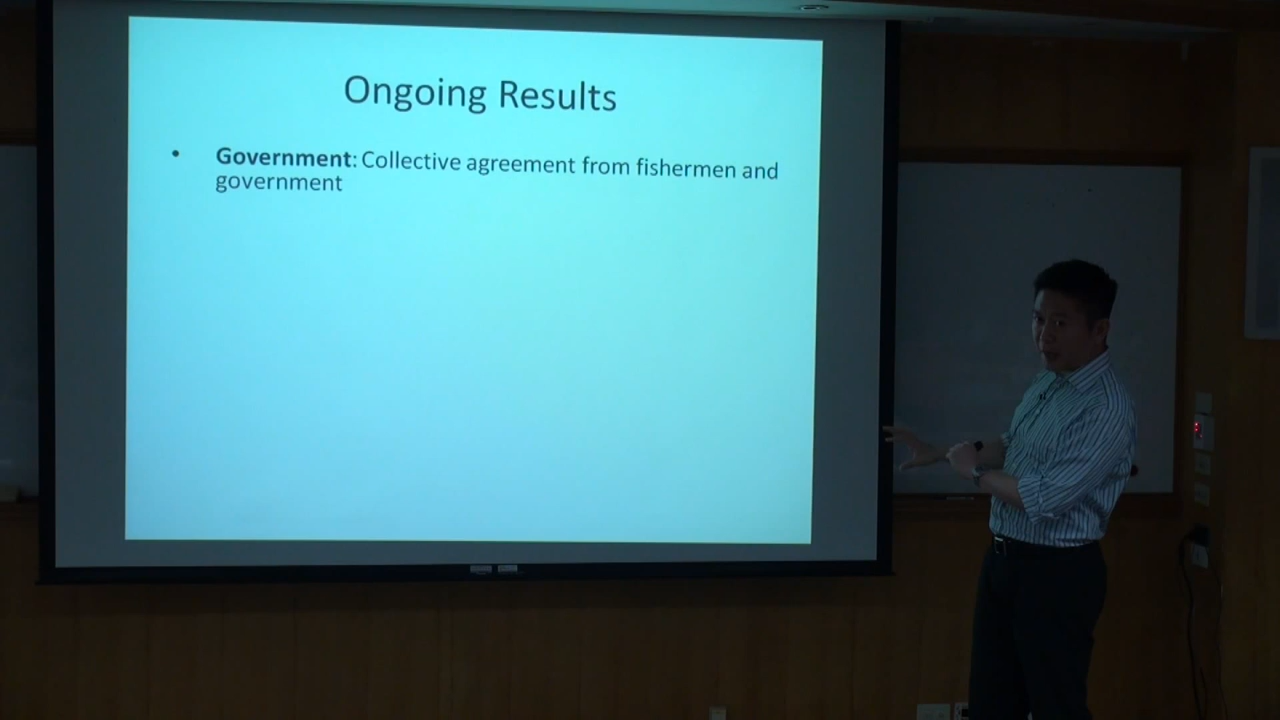 Ongoing Results
• Government: Collective agreement from fishermen and
government